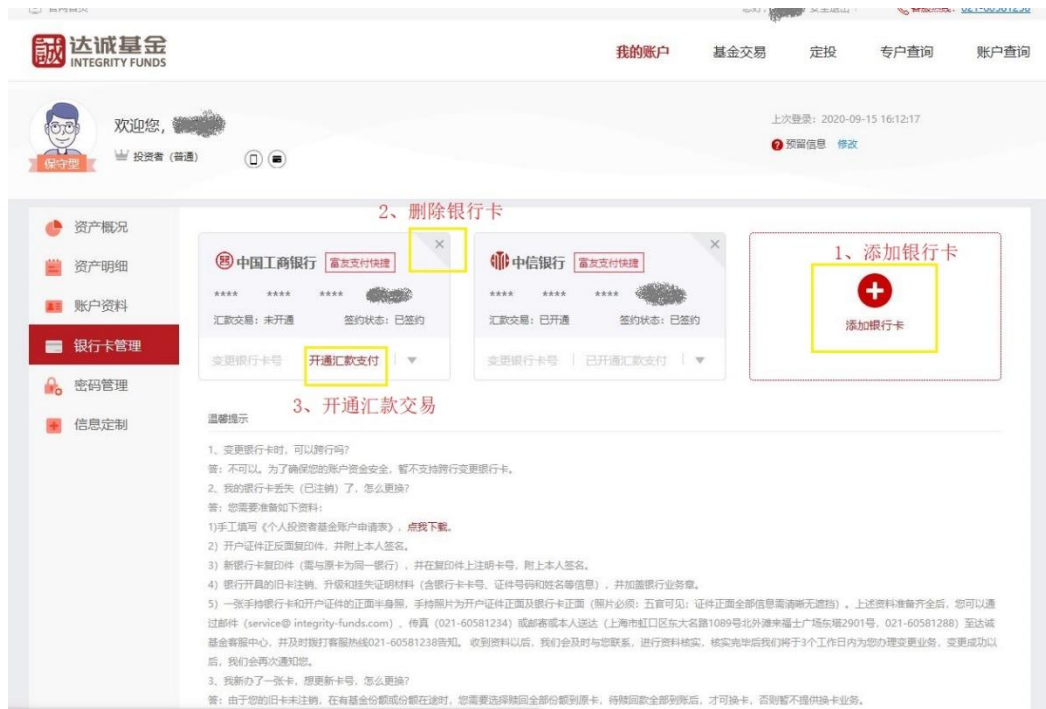 官网首页
您好, 安全退出! 客服热线: 021-60581238
誠 达诚基金
INTEGRITY FUNDS
我的账户 基金交易 定投 专户查询 账户查询
欢迎您,
上次登录: 2020-09-15 16:12:17
保守型 投资者 (普通)
预留信息 修改
2、删除银行卡
资产概况
资产明细
账户资料
银行卡管理
密码管理
信息定制
中国工商银行 富友支付快捷
**** **** ****
汇款交易: 未开通 签约状态: 已签约
变更银行卡号 开通汇款支付
中信银行 富友支付快捷
**** **** ****
汇款交易: 已开通 签约状态: 已签约
变更银行卡号 已开通汇款支付
1、添加银行卡
添加银行卡
3、开通汇款交易
温馨提示
1、变更银行卡时, 可以跨行吗?
答: 不可以。为了确保您的账户资金安全, 暂不支持跨行变更银行卡。
2、我的银行卡丢失 (已注销) 了, 怎么更换?
答: 您需要准备如下资料:
1)手工填写《个人投资者基金账户申请表》, 点我下载。
2) 开户证件正反面复印件, 并附上本人签名。
3) 新银行卡复印件 (需与原卡为同一银行), 并在复印件上注明卡号, 附上本人签名。
4) 银行开具的旧卡注销、升级和挂失证明材料 (含银行卡卡号、证件号码和姓名等信息), 并加盖银行业务章。
5) 一张手持银行卡和开户证件的正面半身照, 手持照片为开户证件正面及银行卡正面 (照片必须: 五官可见; 证件正面全部信息需清晰无遮挡)。上述资料准备齐全后, 您可以通
过邮件 (service@ integrity-funds.com) 、传真 (021-60581234) 或邮寄或本人送达 (上海市虹口区东大名路1089号北外滩来福士广场东塔2901号, 021-60581288) 至达诚
基金客服中心, 并及时拨打客服热线021-60581238告知。 收到资料以后, 我们会及时与您联系, 进行资料核实, 核实完毕后我们将于3个工作日内为您办理变更业务, 变更成功以
后, 我们会再次通知您。
3、我新办了一张卡, 想更新卡号, 怎么更换?
答: 由于您的旧卡未注销, 在有基金份额或份额在途时, 您需要选择赎回全部份额到原卡, 待赎回款全部到账后, 才可换卡, 否则暂不提供换卡业务。